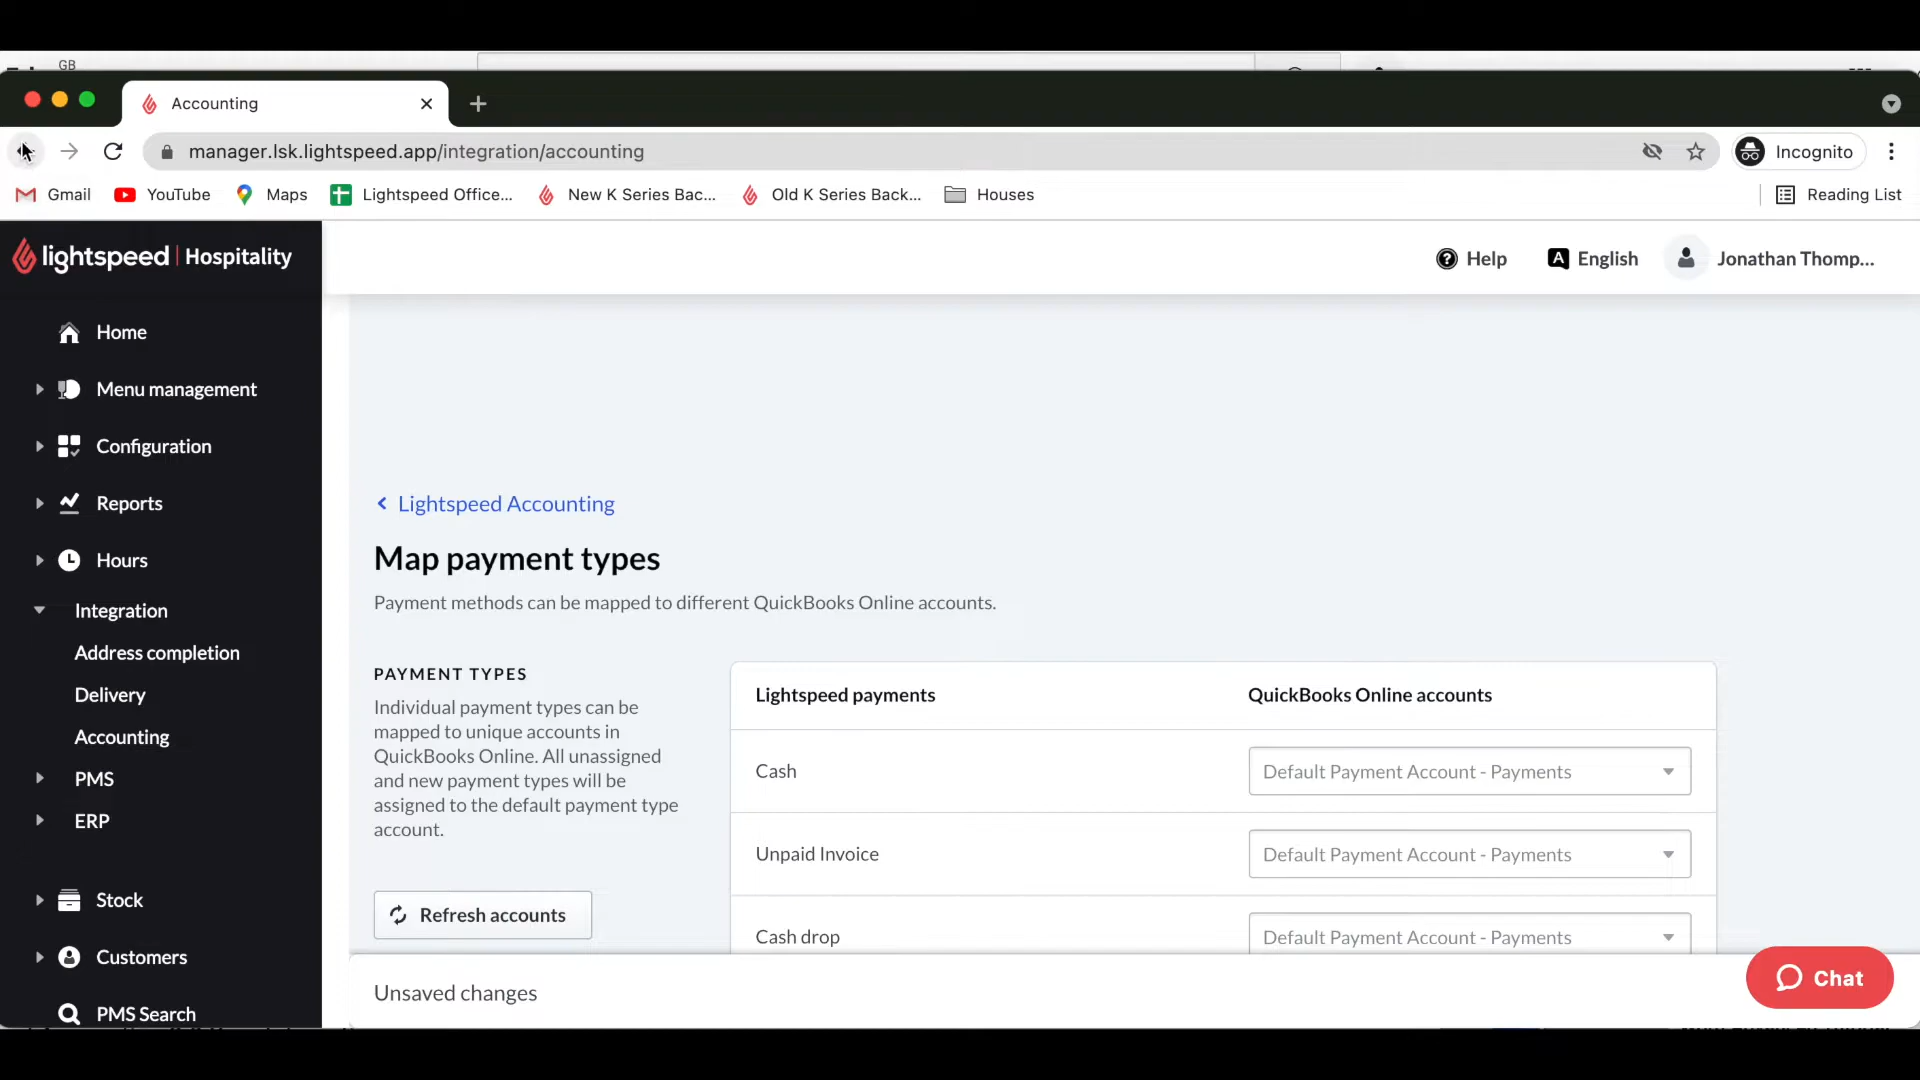 GB
Accounting
manager.lsk.lightspeed.app/integration/accounting
Incognito
Gmail
YouTube
Maps
Lightspeed Office...
New K Series Bac...
Old K Series Back...
Houses
Reading List
lightspeed | Hospitality
Help
A English
Jonathan Thomp...
Home
Menu management
Configuration
Reports
Hours
Integration
Address completion
Delivery
Accounting
PMS
ERP
Stock
Customers
PMS Search
Lightspeed Accounting
Map payment types
Payment methods can be mapped to different QuickBooks Online accounts.
PAYMENT TYPES
Individual payment types can be
mapped to unique accounts in
QuickBooks Online. All unassigned
and new payment types will be
assigned to the default payment type
account.
Refresh accounts
Lightspeed payments
QuickBooks Online accounts
Cash
Default Payment Account - Payments
Unpaid Invoice
Default Payment Account - Payments
Cash drop
Default Payment Account - Payments
Unsaved changes
Chat